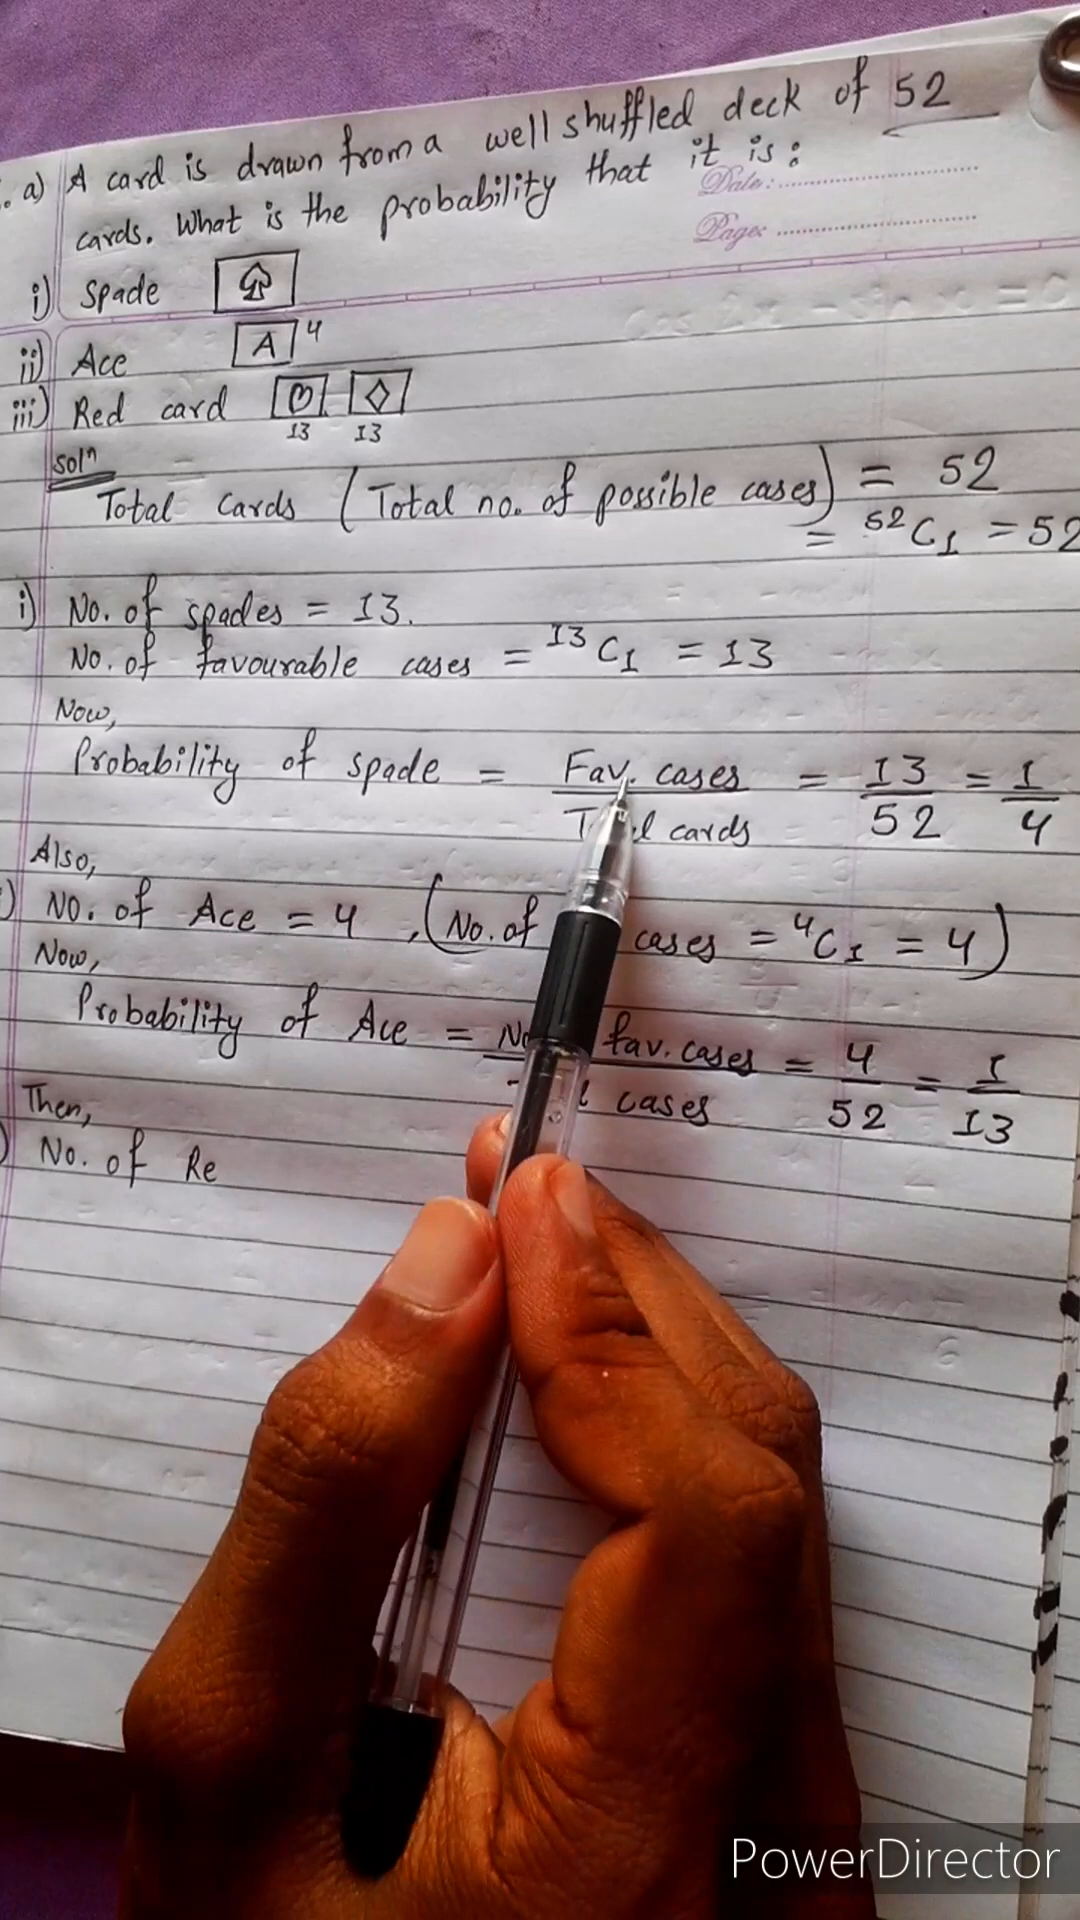 a) A card is drawn from a well shuffled deck of 52
cards. What is the probability that it is:
Date:
Page:
i) Spade
ii) Ace A 4
iii) Red card
13 13
Solⁿ
Total Cards (Total no. of possible cases) = 52
= ⁵²C₁ = 52
i) No. of spades = 13.
No. of favourable cases = ¹³C₁ = 13
Now,
Probability of spade = Fav. cases / cards = 13/52 = 1/4
Also,
) No. of Ace = 4, (No. of cases = ⁴C₁ = 4)
Now,
Probability of Ace = fav. cases / cases = 4/52 = 1/13
Then,
) No. of Re
PowerDirector